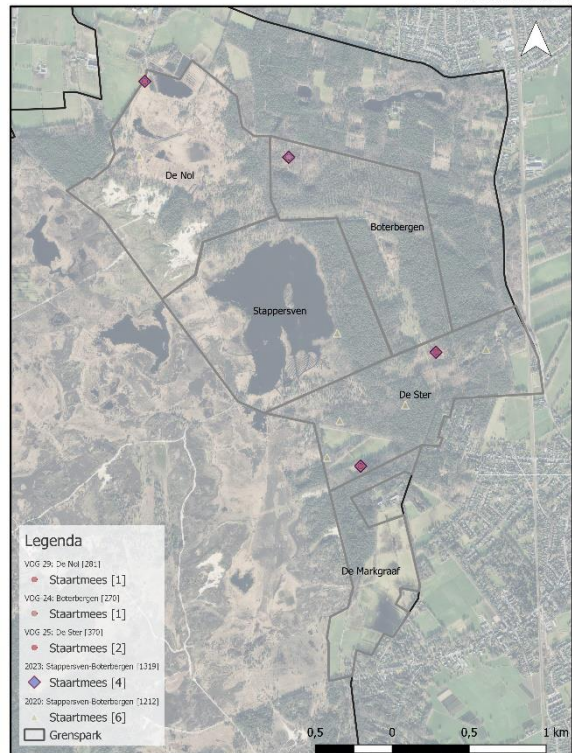 De Nol
Boterbergen
Stappersven
De Ster
De Markgraaf
Legenda
VOG 29: De Nol [281]
Staartmees [1]
VOG 24: Boterbergen [270]
Staartmees [1]
VOG 25: De Ster [370]
Staartmees [2]
2023: Stappersven-Boterbergen [1319]
Staartmees [4]
2020: Stappersven-Boterbergen [1212]
Staartmees [6]
Grenspark
0,5 0 0,5 1 km